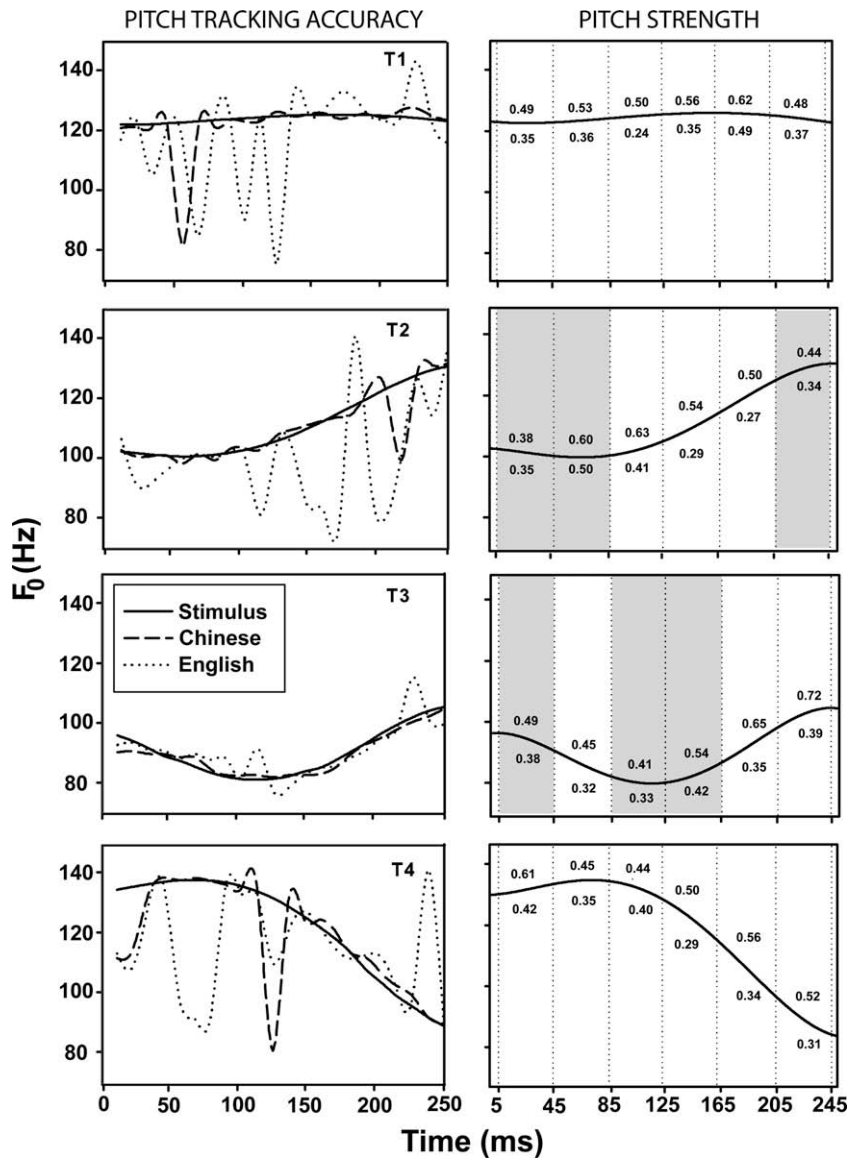 PITCH TRACKING ACCURACY
PITCH STRENGTH
F0 (Hz)
T1
140
120
100
80
0.49 0.53 0.50 0.56 0.62 0.48
0.35 0.36 0.24 0.35 0.49 0.37
T2
140
120
100
80
0.38 0.60 0.63 0.54 0.50 0.44
0.35 0.50 0.41 0.29 0.27 0.34
T3
140
120
100
80
Stimulus
Chinese
English
0.49 0.45 0.41 0.54 0.65 0.72
0.38 0.32 0.33 0.42 0.35 0.39
T4
140
120
100
80
0.61 0.45 0.44 0.50 0.56 0.52
0.42 0.35 0.40 0.29 0.34 0.31
0 50 100 150 200 250
5 45 85 125 165 205 245
Time (ms)